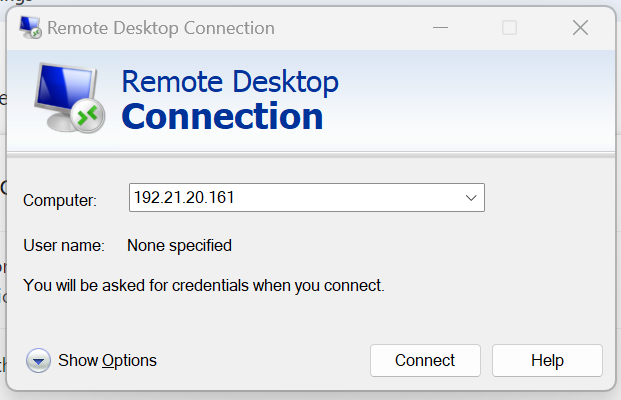 ngs
Remote Desktop Connection
Remote Desktop
Connection
Computer: 192.21.20.161
User name: None specified
You will be asked for credentials when you connect.
Show Options
Connect
Help